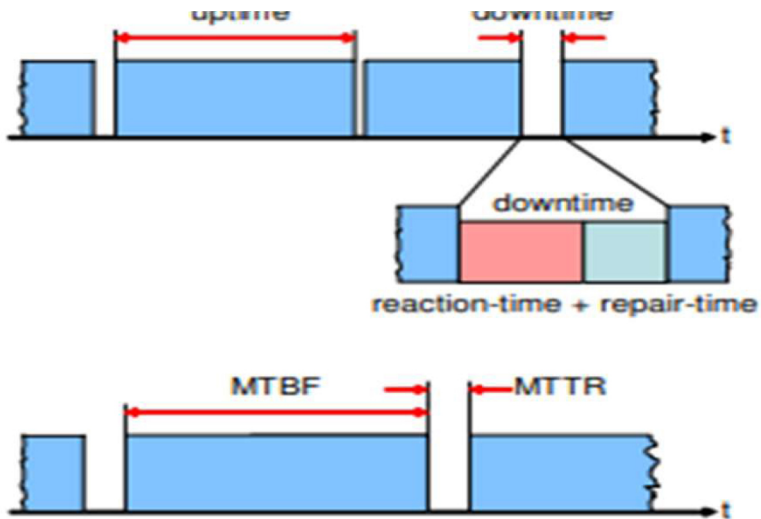 uptime downtime
t
downtime
reaction-time + repair-time
MTBF MTTR
t